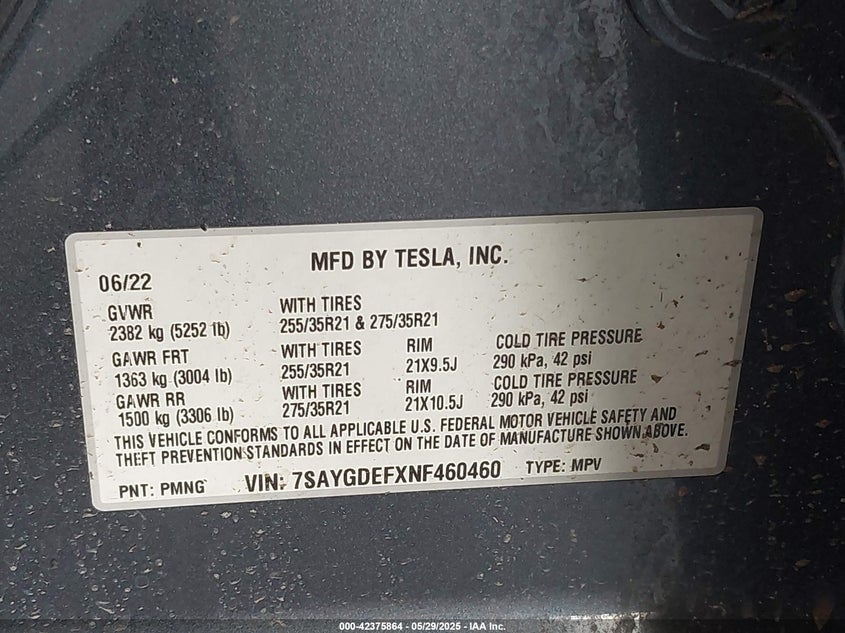 MFD BY TESLA, INC.
06/22
GVWR WITH TIRES
2382 kg (5252 lb) 255/35R21 & 275/35R21
GAWR FRT WITH TIRES RIM COLD TIRE PRESSURE
1363 kg (3004 lb) 255/35R21 21X9.5J 290 kPa, 42 psi
GAWR RR WITH TIRES RIM COLD TIRE PRESSURE
1500 kg (3306 lb) 275/35R21 21X10.5J 290 kPa, 42 psi
THIS VEHICLE CONFORMS TO ALL APPLICABLE U.S. FEDERAL MOTOR VEHICLE SAFETY AND
THEFT PREVENTION STANDARDS IN EFFECT ON THE DATE OF MANUFACTURE SHOWN ABOVE.
PNT: PMNG VIN: 7SAYGDEFXNF460460 TYPE: MPV
000-42375864 - 05/29/2025 - IAA Inc.